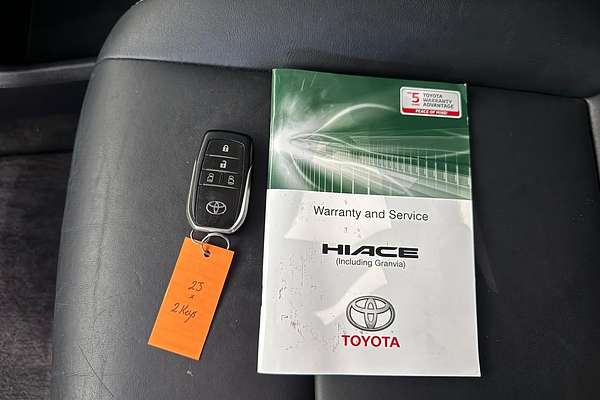 5
TOYOTA
WARRANTY
ADVANTAGE
PEACE OF MIND
Warranty and Service
HIACE
(Including Granvia)
TOYOTA
23
x
2 Keys